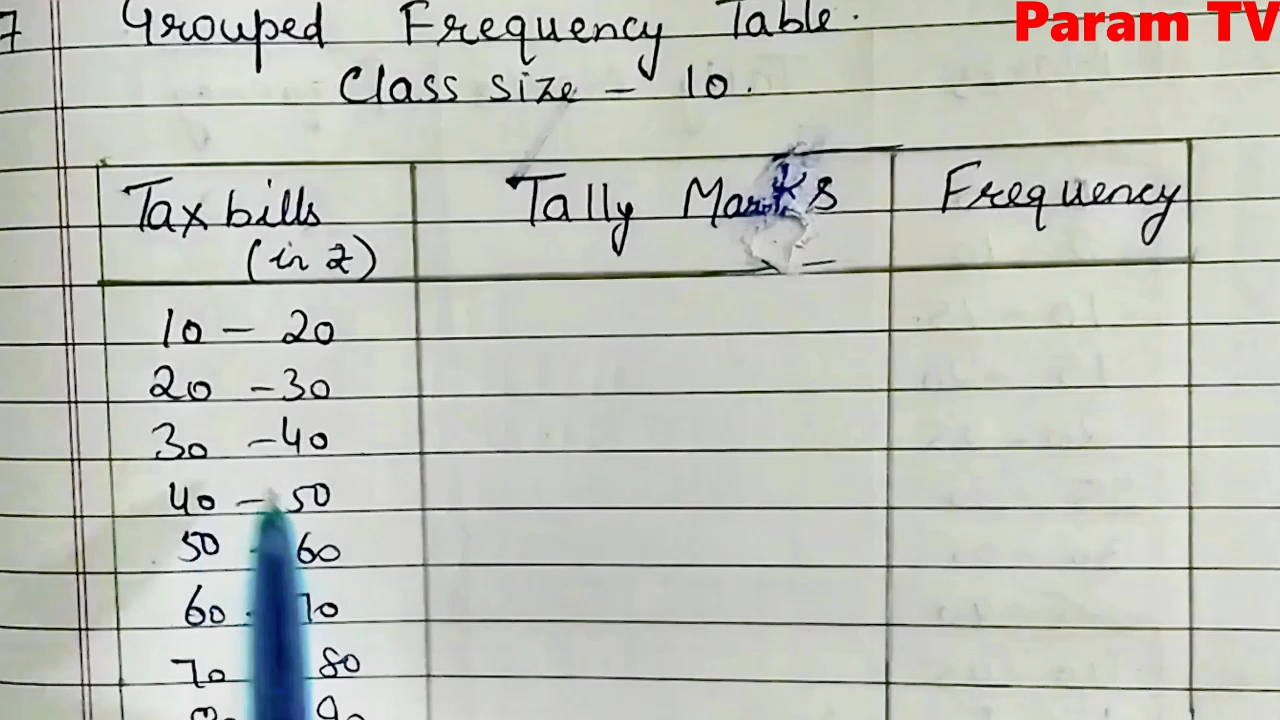 Param TV
7 Grouped Frequency Table.
Class size - 10.
Tax bills (in ₹) Tally Marks Frequency
10 - 20
20 - 30
30 - 40
40 - 50
50 - 60
60 - 70
70 80